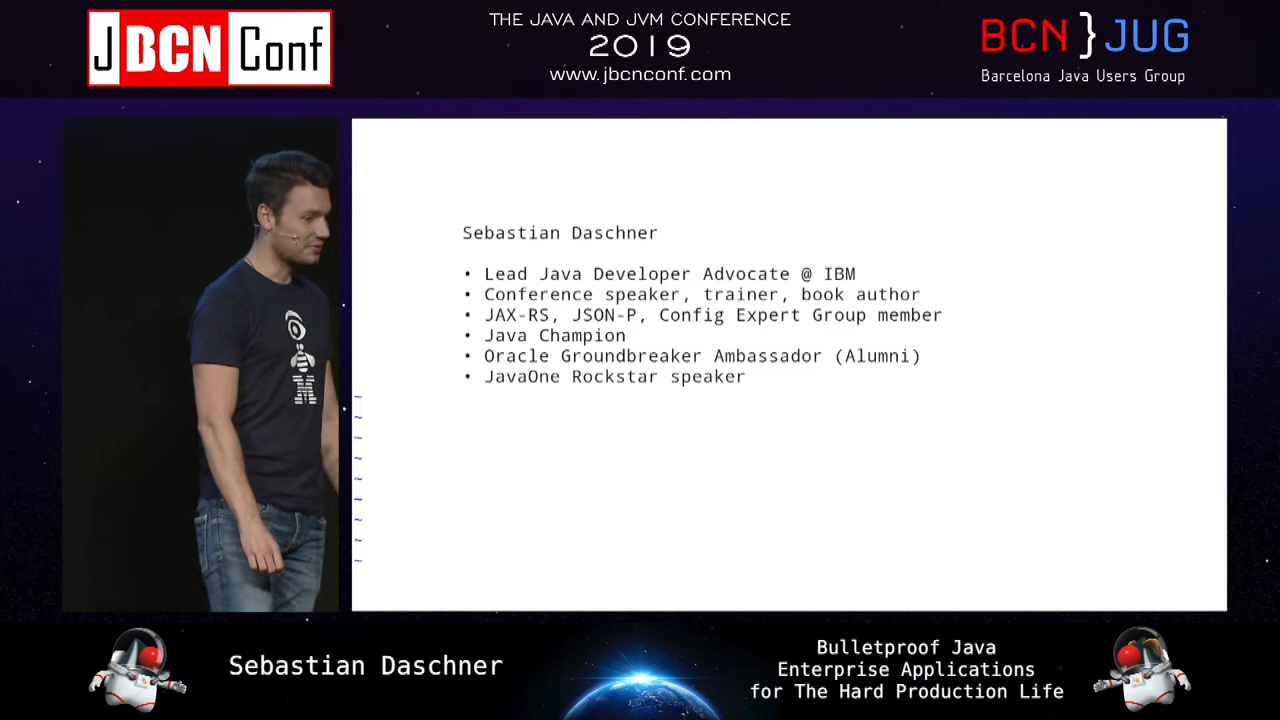 JBCNConf
THE JAVA AND JVM CONFERENCE
2019
www.jbcnconf.com
BCN}JUG
Barcelona Java Users Group
Sebastian Daschner
• Lead Java Developer Advocate @ IBM
• Conference speaker, trainer, book author
• JAX-RS, JSON-P, Config Expert Group member
• Java Champion
• Oracle Groundbreaker Ambassador (Alumni)
• JavaOne Rockstar speaker
~
~
~
~
~
~
~
~
~
M
Sebastian Daschner
Bulletproof Java
Enterprise Applications
for The Hard Production Life